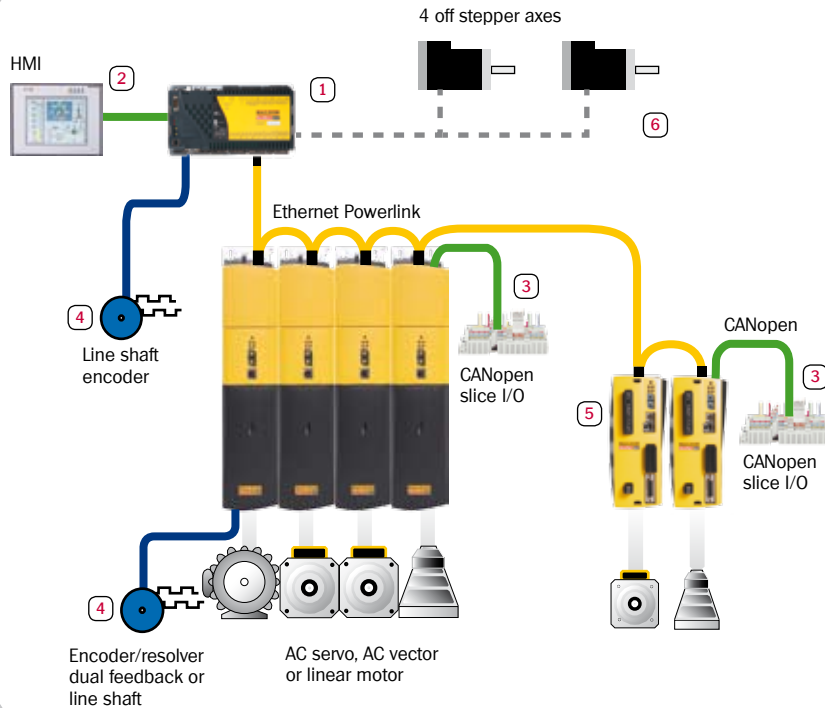 4 off stepper axes
HMI
2
1
6
Ethernet Powerlink
4
Line shaft
encoder
3
CANopen
slice I/O
CANopen
3
5
CANopen
slice I/O
4
Encoder/resolver
dual feedback or
line shaft
AC servo, AC vector
or linear motor